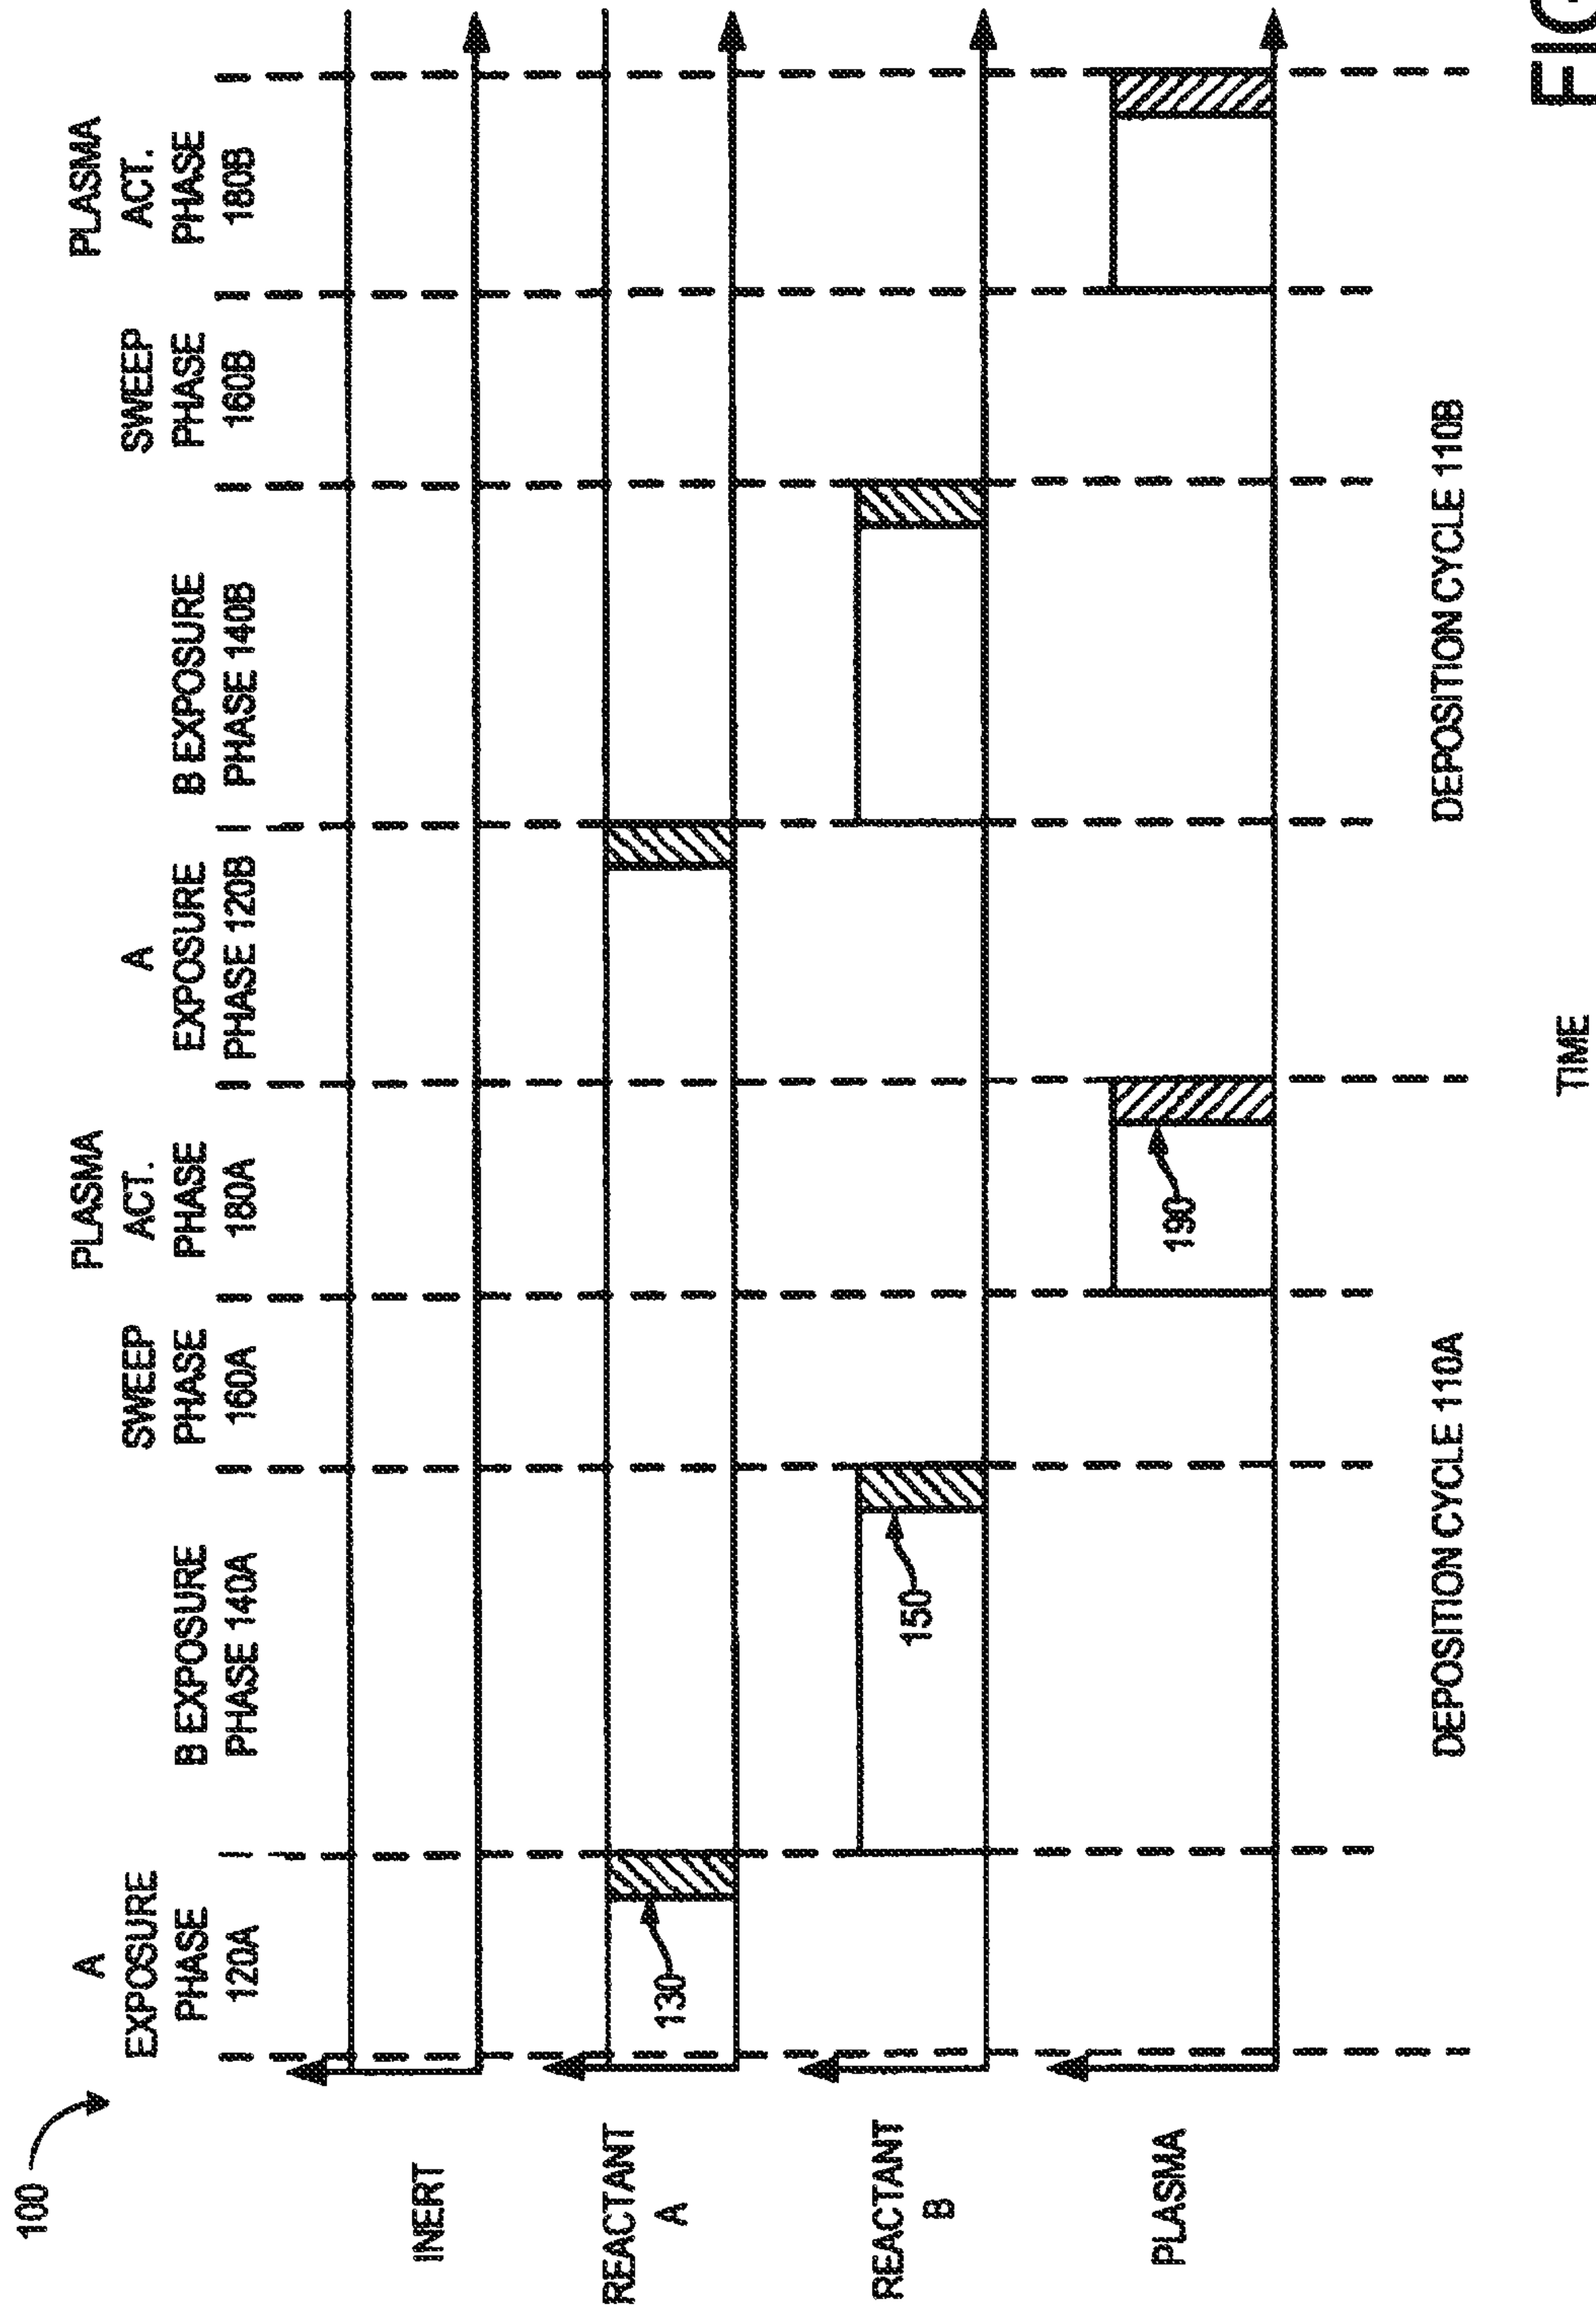 100
A
EXPOSURE
PHASE
120A
B EXPOSURE
PHASE 140A
SWEEP
PHASE
160A
PLASMA
ACT.
PHASE
180A
A
EXPOSURE
PHASE 120B
B EXPOSURE
PHASE 140B
SWEEP
PHASE
160B
PLASMA
ACT.
PHASE
180B
INERT
REACTANT
A
130
REACTANT
B
150
PLASMA
190
DEPOSITION CYCLE 110A
DEPOSITION CYCLE 110B
TIME